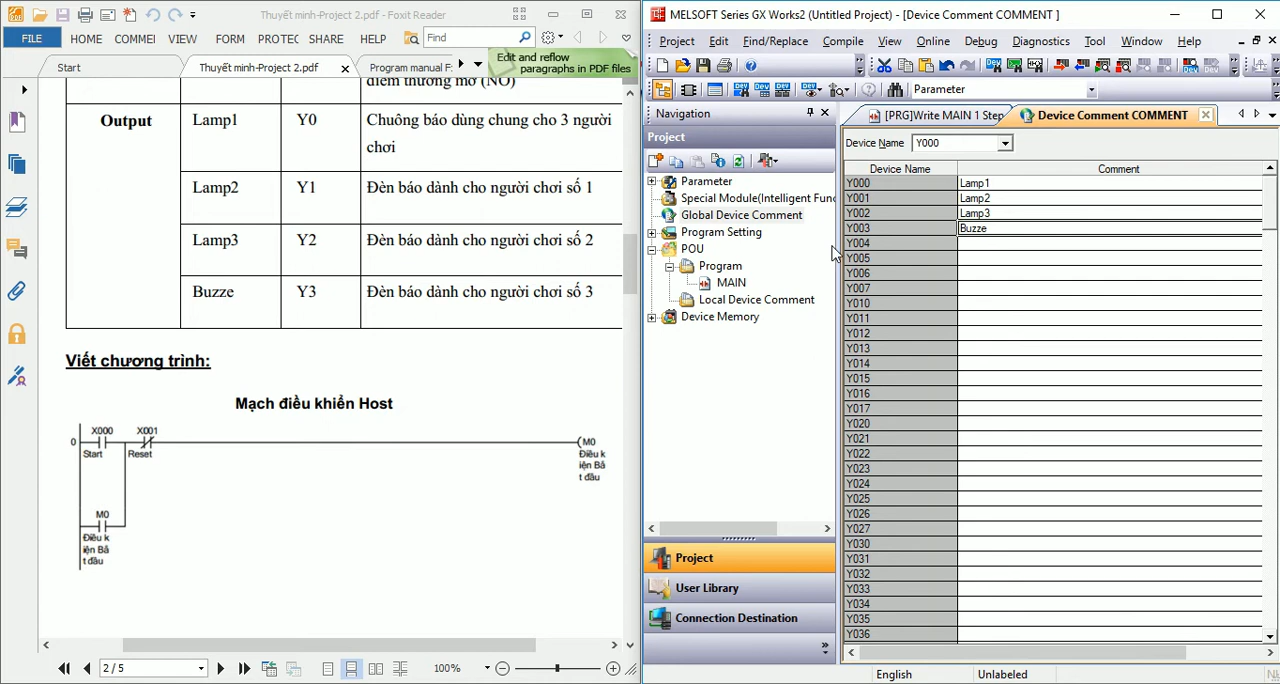 Thuyết minh-Project 2.pdf - Foxit Reader
FILE HOME COMMEI VIEW FORM PROTEC SHARE HELP Find
Start Thuyết minh-Project 2.pdf Program manual F:
Edit and reflow
paragraphs in PDF files
điểm thường mở (NO)
Output Lamp1 Y0 Chuông báo dùng chung cho 3 người
chơi
Lamp2 Y1 Đèn báo dành cho người chơi số 1
Lamp3 Y2 Đèn báo dành cho người chơi số 2
Buzze Y3 Đèn báo dành cho người chơi số 3
Viết chương trình:
Mạch điều khiển Host
X000 X001
0 M0
Start Reset Điều k
iện Bắ
t đầu
M0
Điều k
iện Bắ
t đầu
2 / 5 100%
MELSOFT Series GX Works2 (Untitled Project) - [Device Comment COMMENT ]
Project Edit Find/Replace Compile View Online Debug Diagnostics Tool Window Help
Parameter
Navigation
Project
Parameter
Special Module(Intelligent Func
Global Device Comment
Program Setting
POU
Program
MAIN
Local Device Comment
Device Memory
Project
User Library
Connection Destination
[PRG]Write MAIN 1 Step Device Comment COMMENT
Device Name Y000
Device Name Comment
Y000 Lamp1
Y001 Lamp2
Y002 Lamp3
Y003 Buzze
Y004
Y005
Y006
Y007
Y010
Y011
Y012
Y013
Y014
Y015
Y016
Y017
Y020
Y021
Y022
Y023
Y024
Y025
Y026
Y027
Y030
Y031
Y032
Y033
Y034
Y035
Y036
English Unlabeled